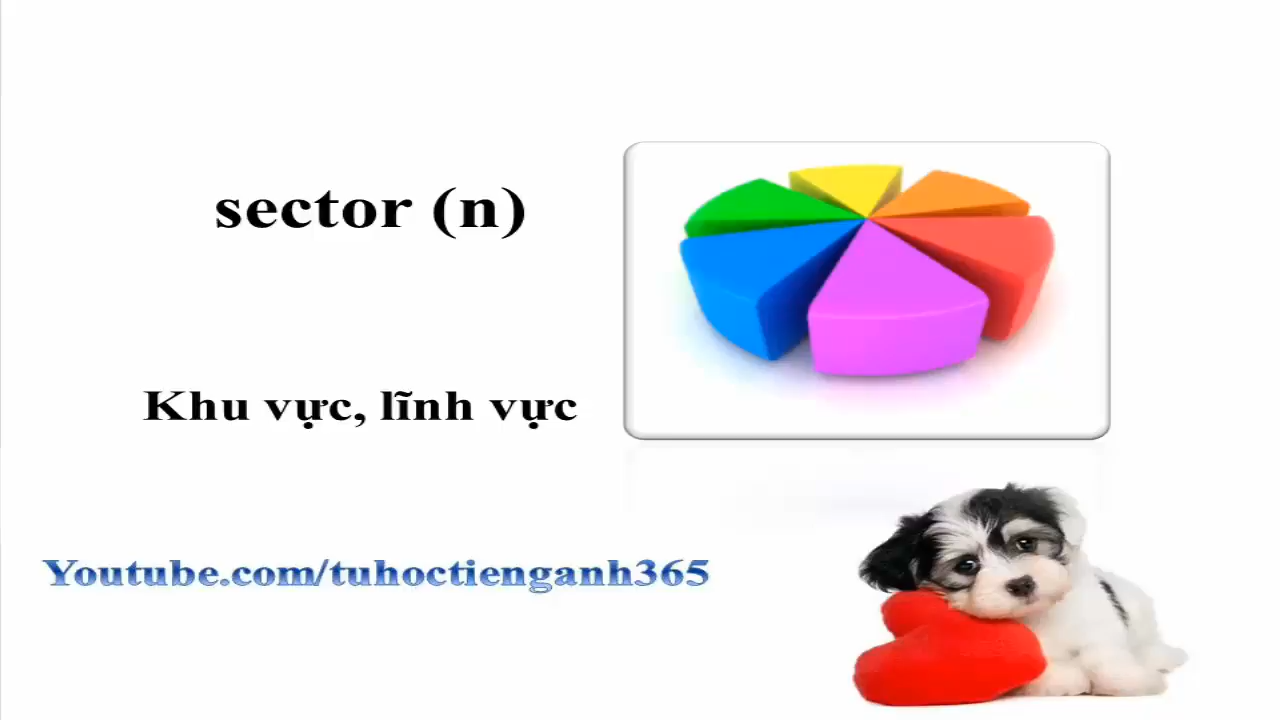 sector (n)
Khu vực, lĩnh vực
Youtube.com/tuhoctienganh365